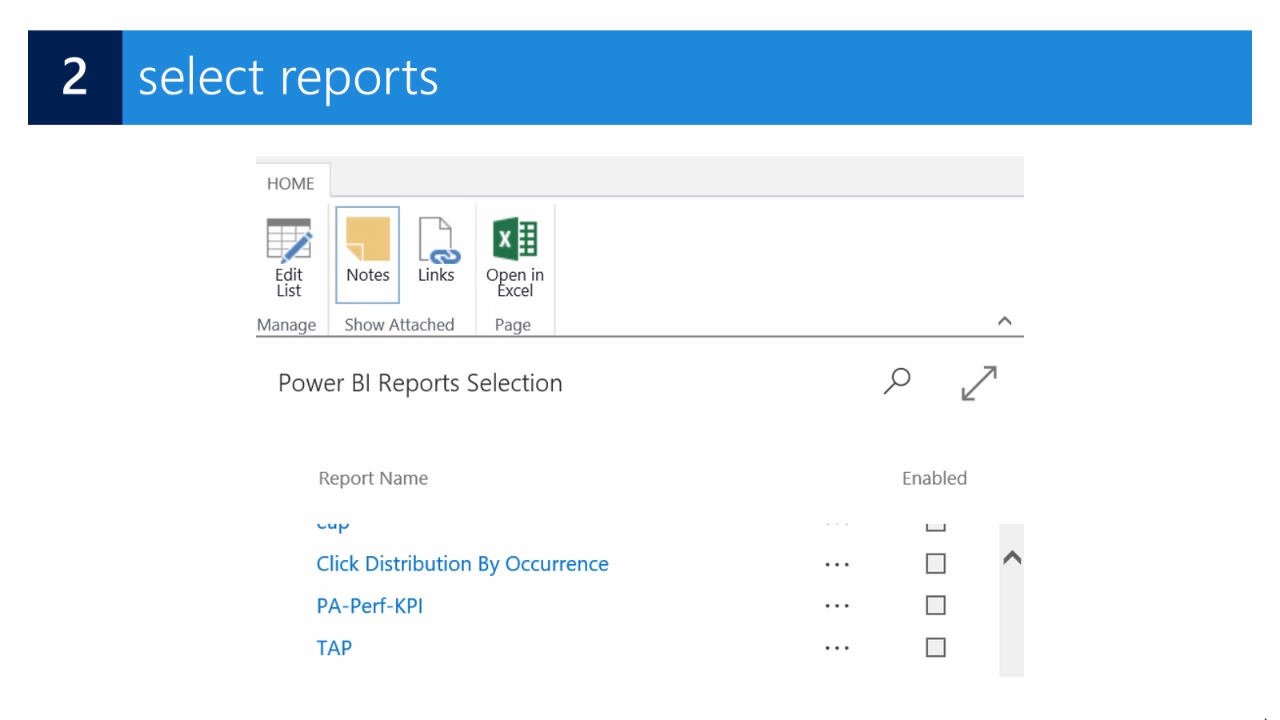 2 select reports
HOME
Edit List
Notes
Links
Open in Excel
Manage
Show Attached
Page
Power BI Reports Selection
Report Name Enabled
Click Distribution By Occurrence ...
PA-Perf-KPI ...
TAP ...